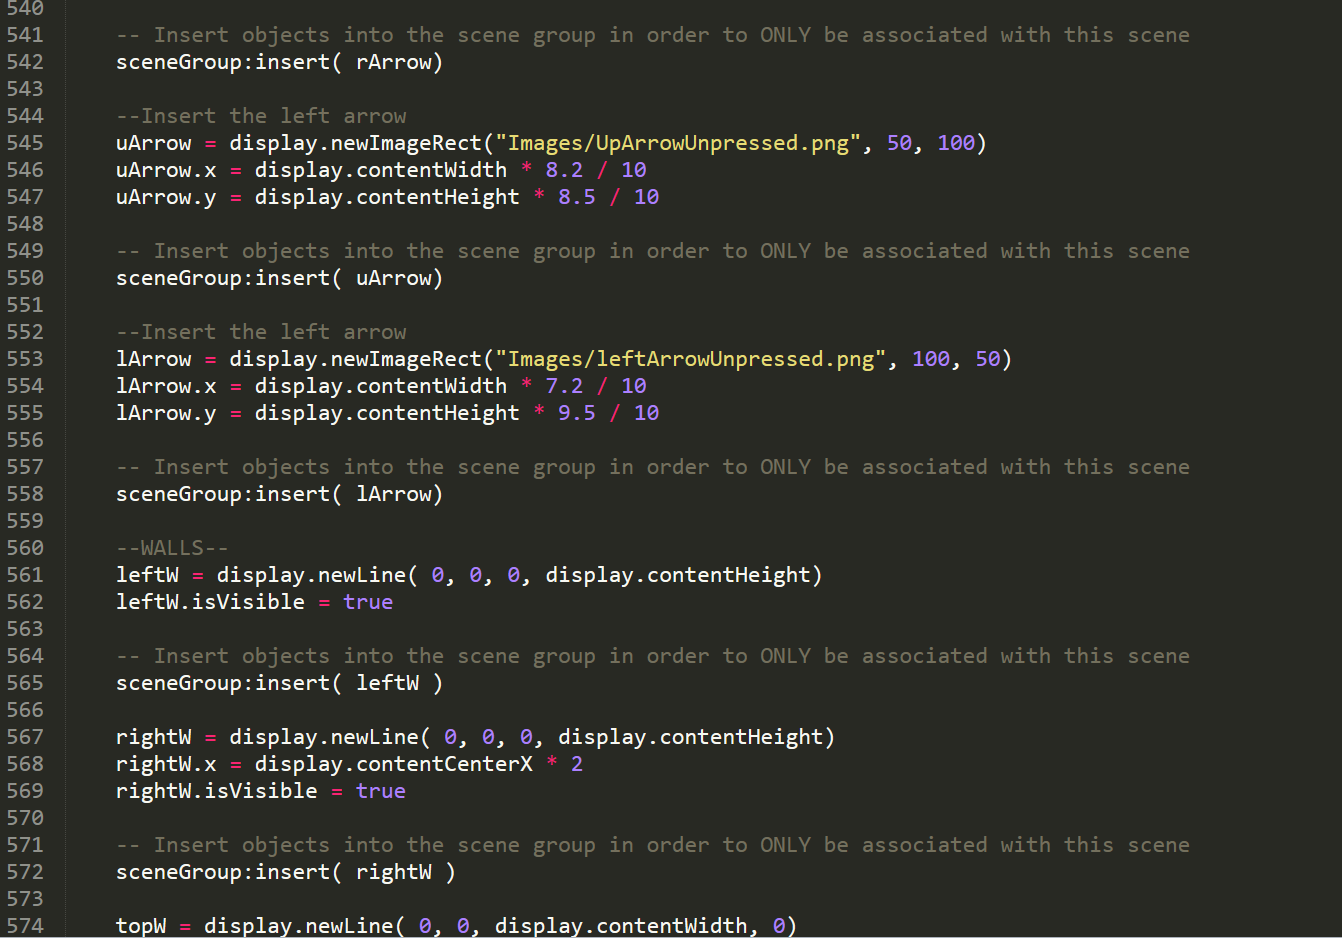 540
541 -- Insert objects into the scene group in order to ONLY be associated with this scene
542 sceneGroup:insert( rArrow)
543
544 --Insert the left arrow
545 uArrow = display.newImageRect("Images/UpArrowUnpressed.png", 50, 100)
546 uArrow.x = display.contentWidth * 8.2 / 10
547 uArrow.y = display.contentHeight * 8.5 / 10
548
549 -- Insert objects into the scene group in order to ONLY be associated with this scene
550 sceneGroup:insert( uArrow)
551
552 --Insert the left arrow
553 lArrow = display.newImageRect("Images/leftArrowUnpressed.png", 100, 50)
554 lArrow.x = display.contentWidth * 7.2 / 10
555 lArrow.y = display.contentHeight * 9.5 / 10
556
557 -- Insert objects into the scene group in order to ONLY be associated with this scene
558 sceneGroup:insert( lArrow)
559
560 --WALLS--
561 leftW = display.newLine( 0, 0, 0, display.contentHeight)
562 leftW.isVisible = true
563
564 -- Insert objects into the scene group in order to ONLY be associated with this scene
565 sceneGroup:insert( leftW )
566
567 rightW = display.newLine( 0, 0, 0, display.contentHeight)
568 rightW.x = display.contentCenterX * 2
569 rightW.isVisible = true
570
571 -- Insert objects into the scene group in order to ONLY be associated with this scene
572 sceneGroup:insert( rightW )
573
574 topW = display.newLine( 0, 0, display.contentWidth, 0)